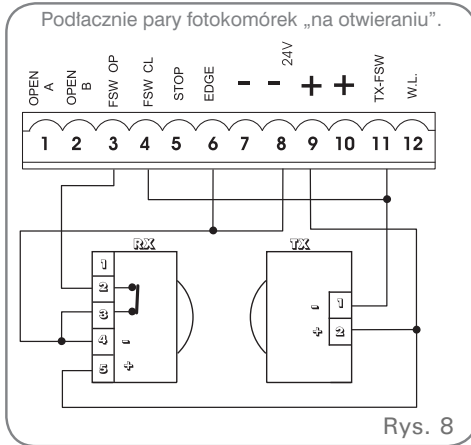 Podłacznie pary fotokomórek „na otwieraniu”.
OPEN A
OPEN B
FSW OP
FSW CL
STOP
EDGE
-
-
24V
+
+
TX-FSW
W.L.
1 2 3 4 5 6 7 8 9 10 11 12
RX
TX
1
2
3
4 -
5 +
- 1
+ 2
Rys. 8